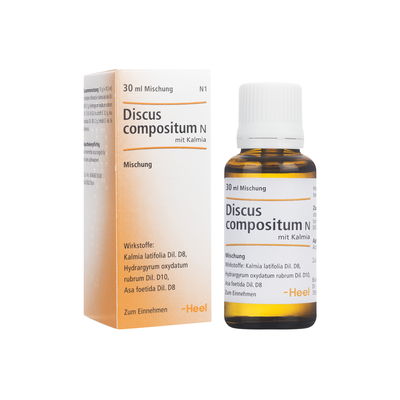 30 ml Mischung N1
Discus
compositum N
mit Kalmia
Mischung
Wirkstoffe:
Kalmia latifolia Dil. D8,
Hydrargyrum oxydatum
rubrum Dil. D10,
Asa foetida Dil. D8
Zum Einnehmen
-Heel
30 ml Mischung
Discus
compositum N
mit Kalmia
Mischung
Wirkstoffe: Kalmia latifolia Dil. D8,
Hydrargyrum oxydatum rubrum Dil. D10,
Asa foetida Dil. D8
Zum Einnehmen
-Heel